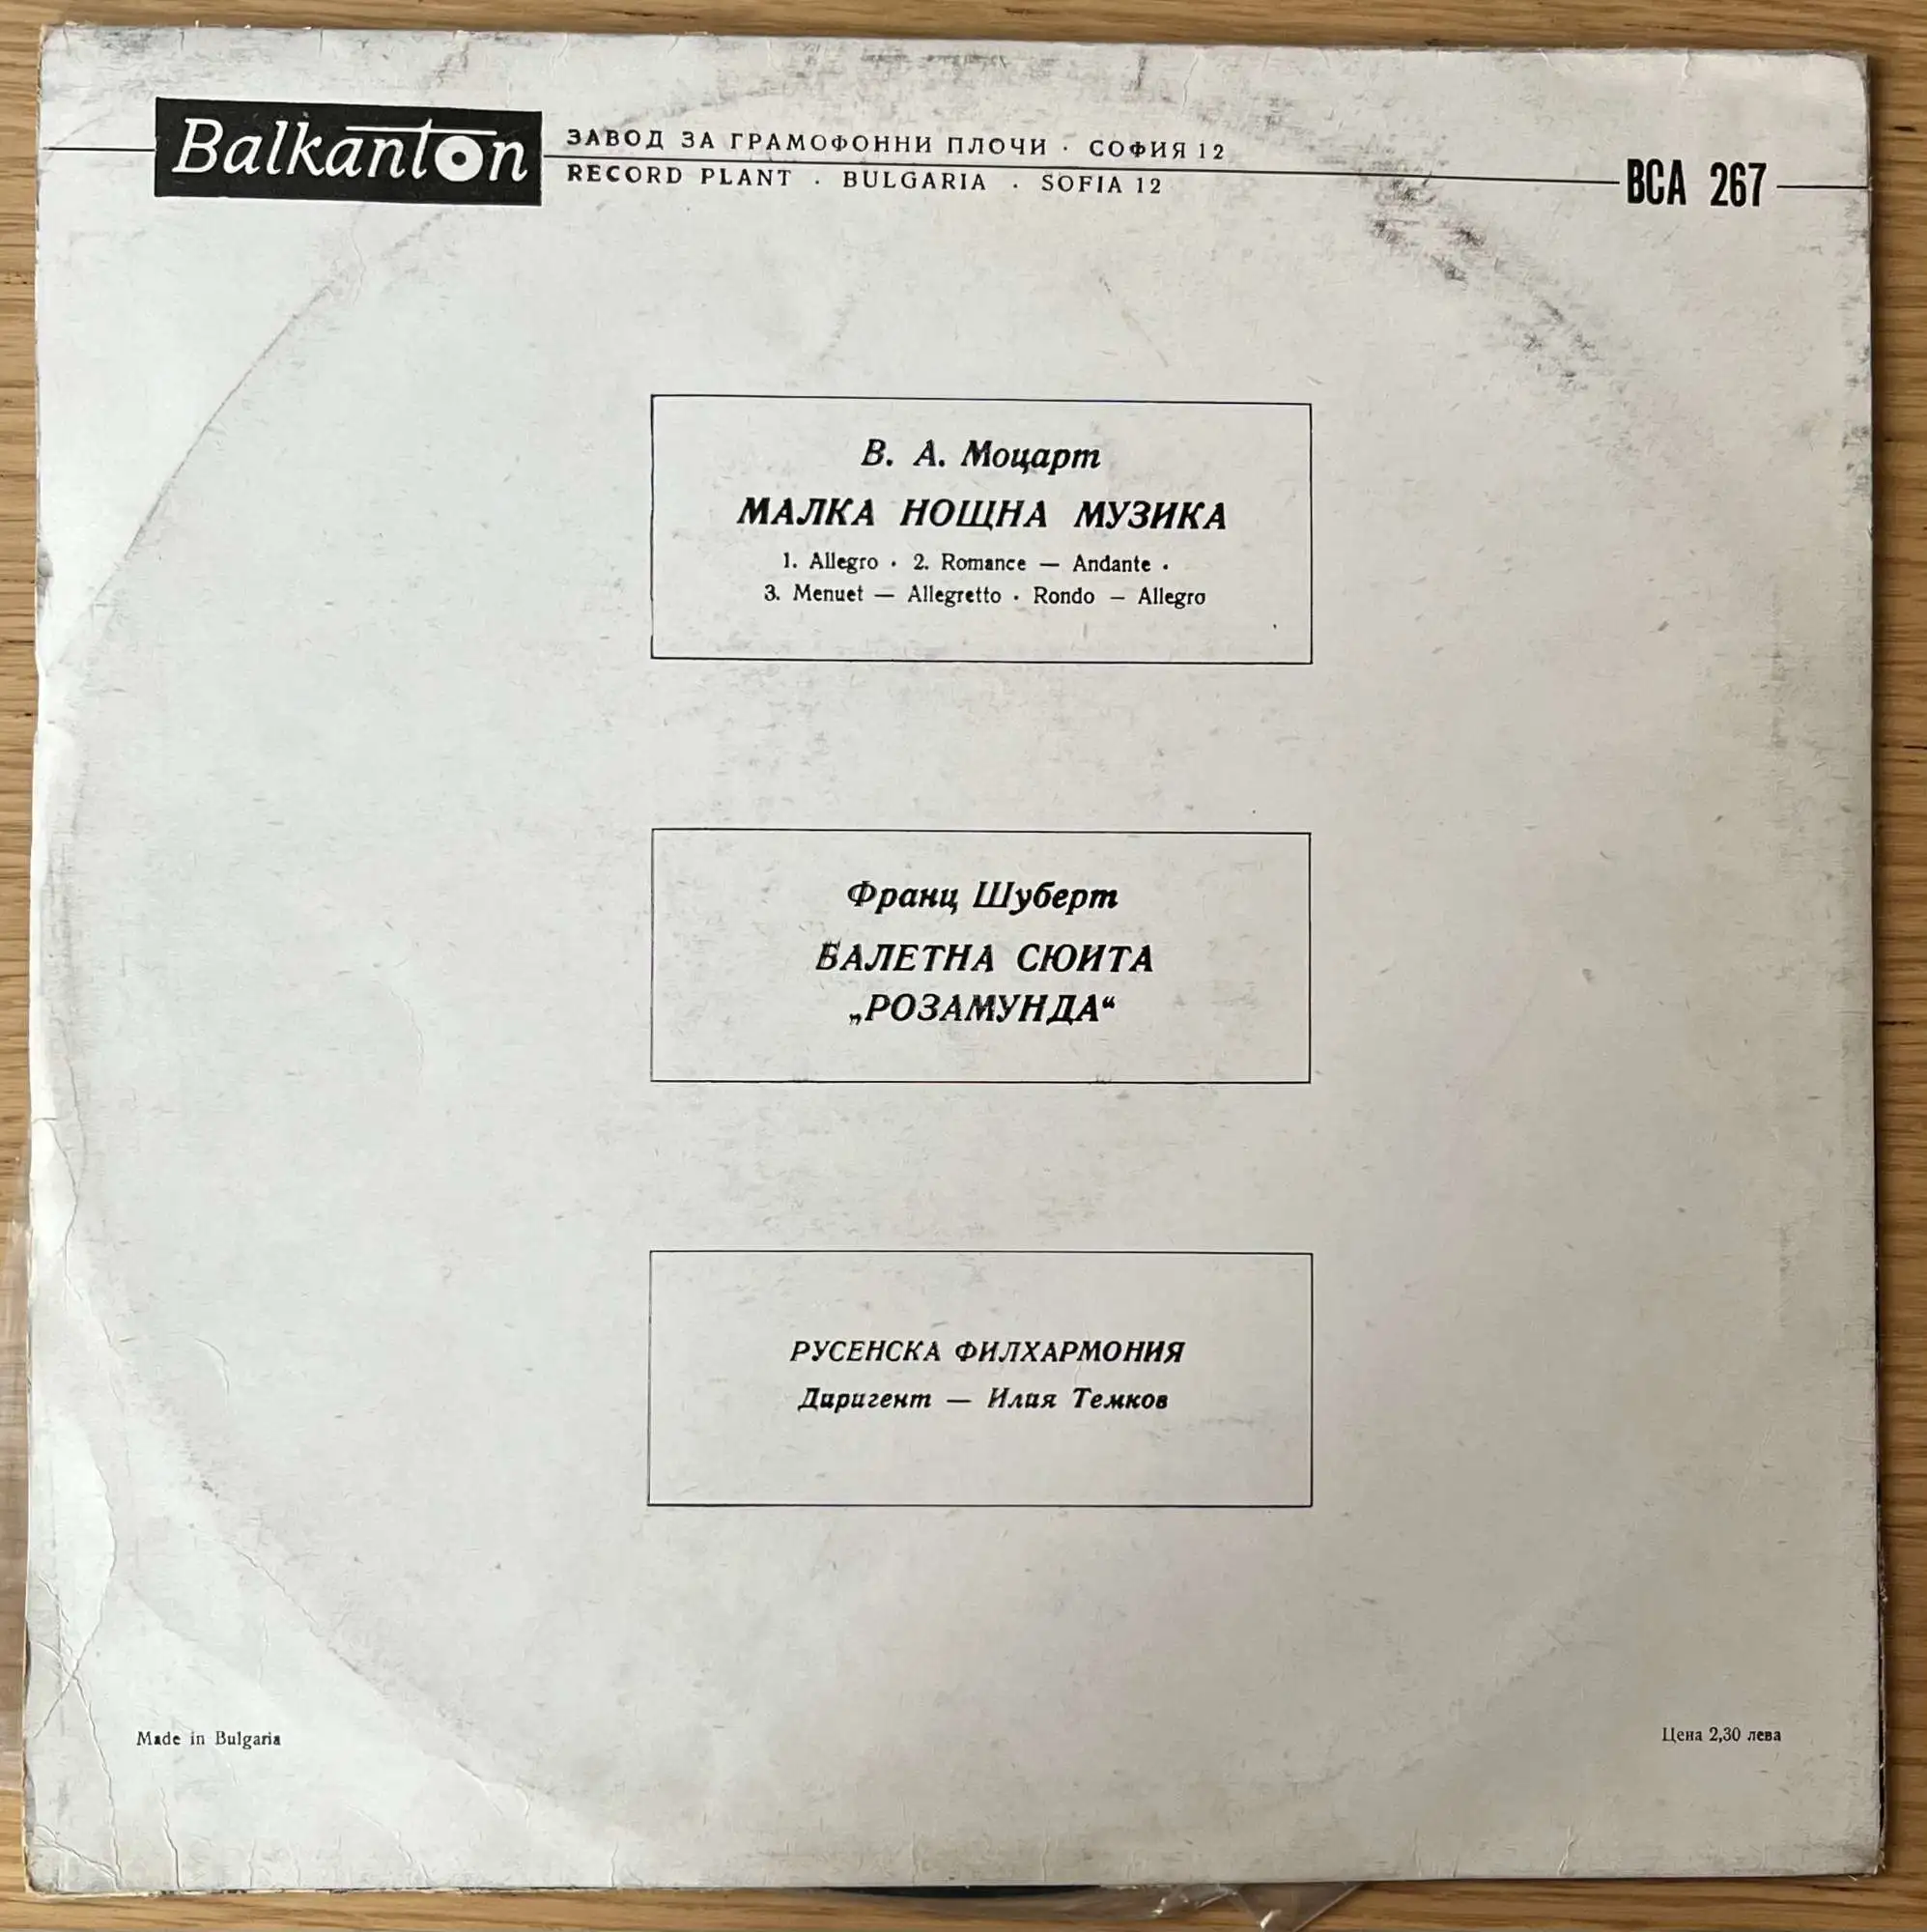 Balkanton
ЗАВОД ЗА ГРАМОФОННИ ПЛОЧИ · СОФИЯ 12
RECORD PLANT · BULGARIA · SOFIA 12
ВСА 267
В. А. Моцарт
МАЛКА НОЩНА МУЗИКА
1. Allegro · 2. Romance — Andante ·
3. Menuet — Allegretto · Rondo — Allegro
Франц Шуберт
БАЛЕТНА СЮИТА
„РОЗАМУНДА“
РУСЕНСКА ФИЛХАРМОНИЯ
Диригент — Илия Темков
Made in Bulgaria
Цена 2,30 лева